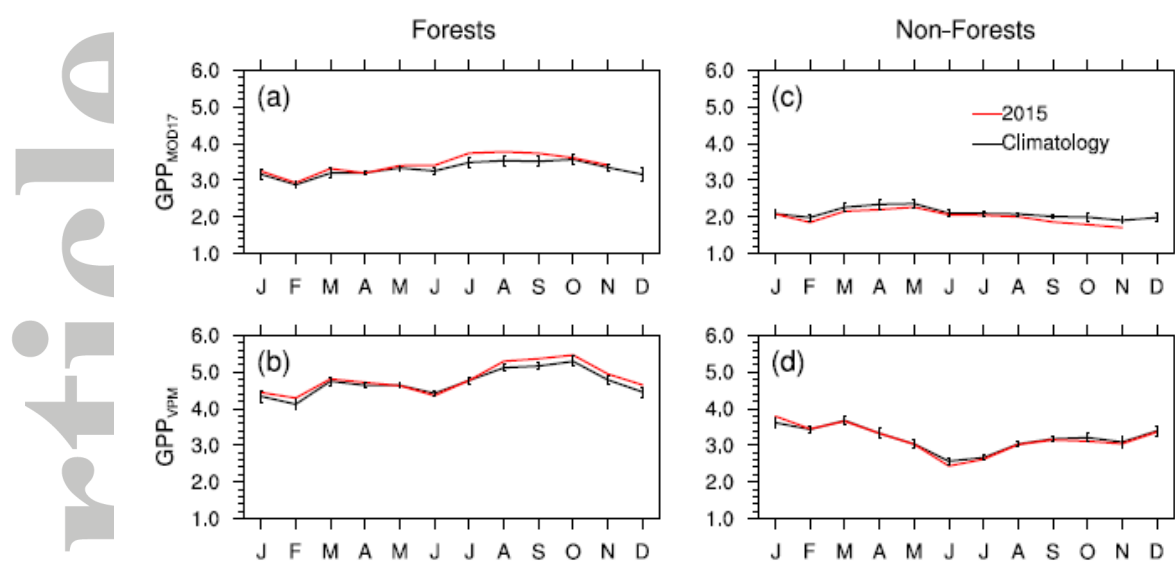 Forests Non-Forests
rticle
GPPMOD17
(a)
6.0
5.0
4.0
3.0
2.0
1.0
J F M A M J J A S O N D
(c)
2015
Climatology
6.0
5.0
4.0
3.0
2.0
1.0
J F M A M J J A S O N D
GPPVPM
(b)
6.0
5.0
4.0
3.0
2.0
1.0
J F M A M J J A S O N D
(d)
6.0
5.0
4.0
3.0
2.0
1.0
J F M A M J J A S O N D